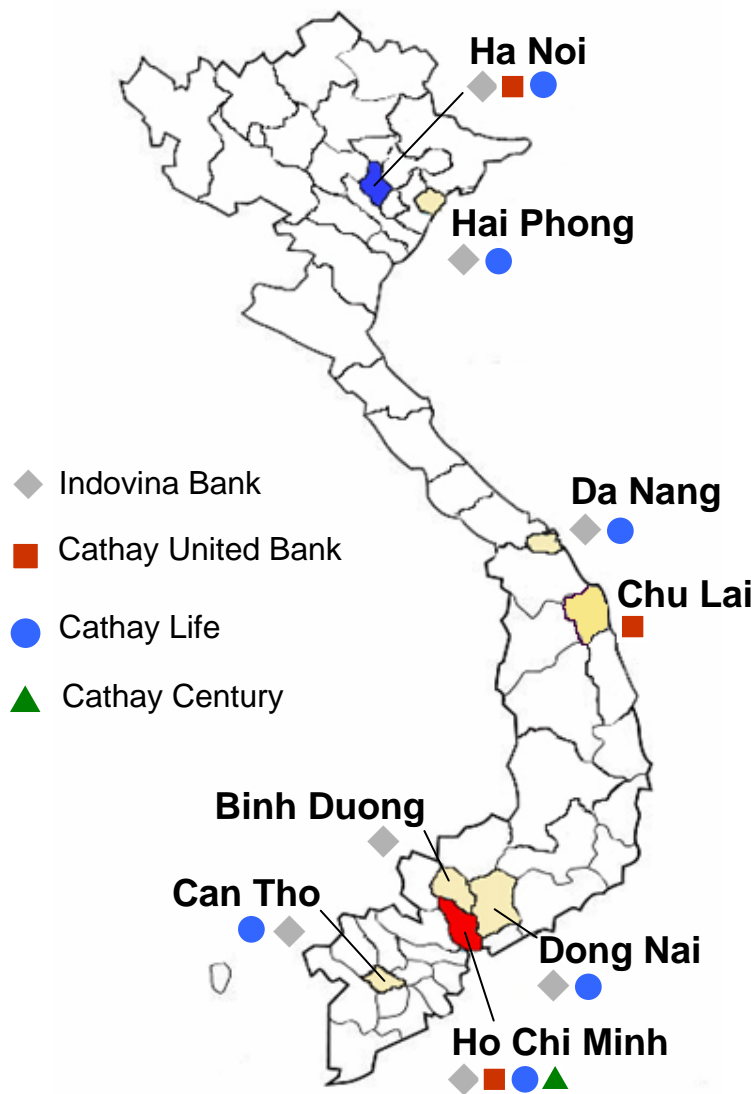 Ha Noi
Hai Phong
Da Nang
Chu Lai
Indovina Bank
Cathay United Bank
Cathay Life
Cathay Century
Binh Duong
Can Tho
Dong Nai
Ho Chi Minh